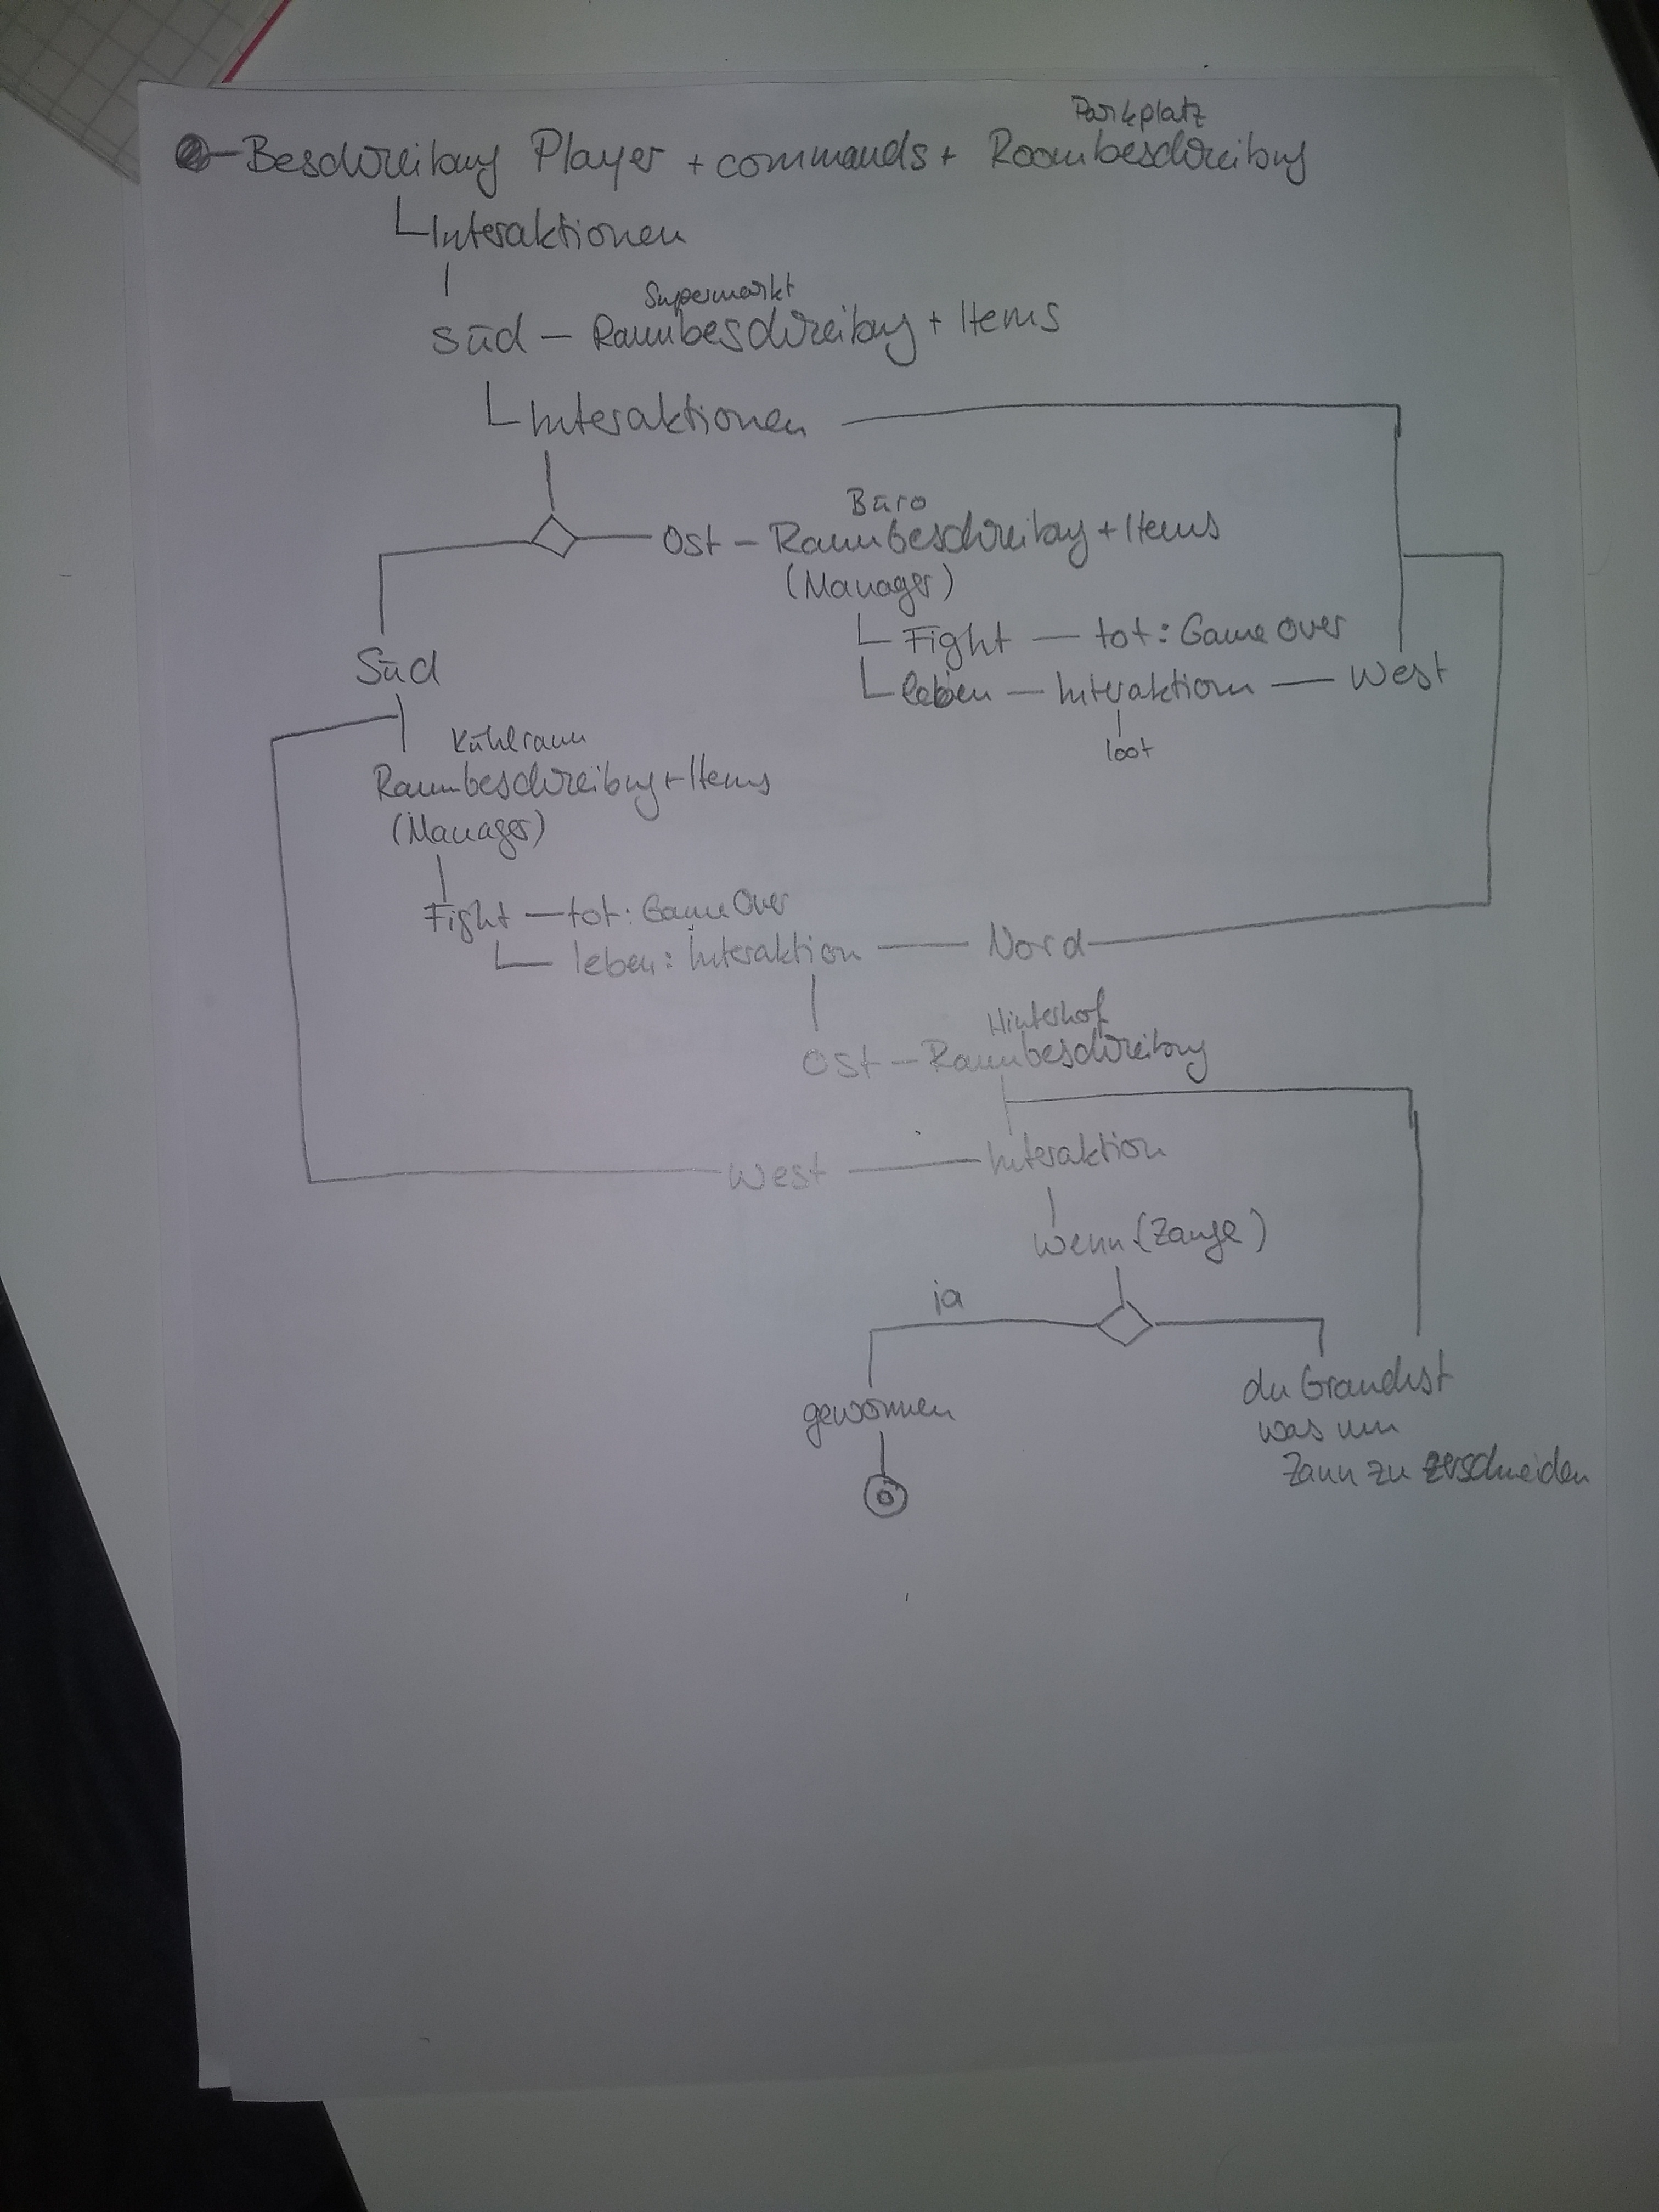 Parkplatz
Beschreibung Player + commands + Raumbeschreibung
Interaktionen
Supermarkt
Süd – Raumbeschreibung + Items
Interaktionen
Büro
Ost – Raumbeschreibung + Items
(Manager)
Fight — tot: Game Over
leben — Interaktion — West
loot
Süd
Kühlraum
Raumbeschreibung + Items
(Manager)
Fight — tot: Game Over
leben: Interaktion — Nord
Hinterhof
Ost — Raumbeschreibung
West — Interaktion
wenn (Zange)
ja
gewonnen
du brauchst
was um
Zaun zu zerschneiden